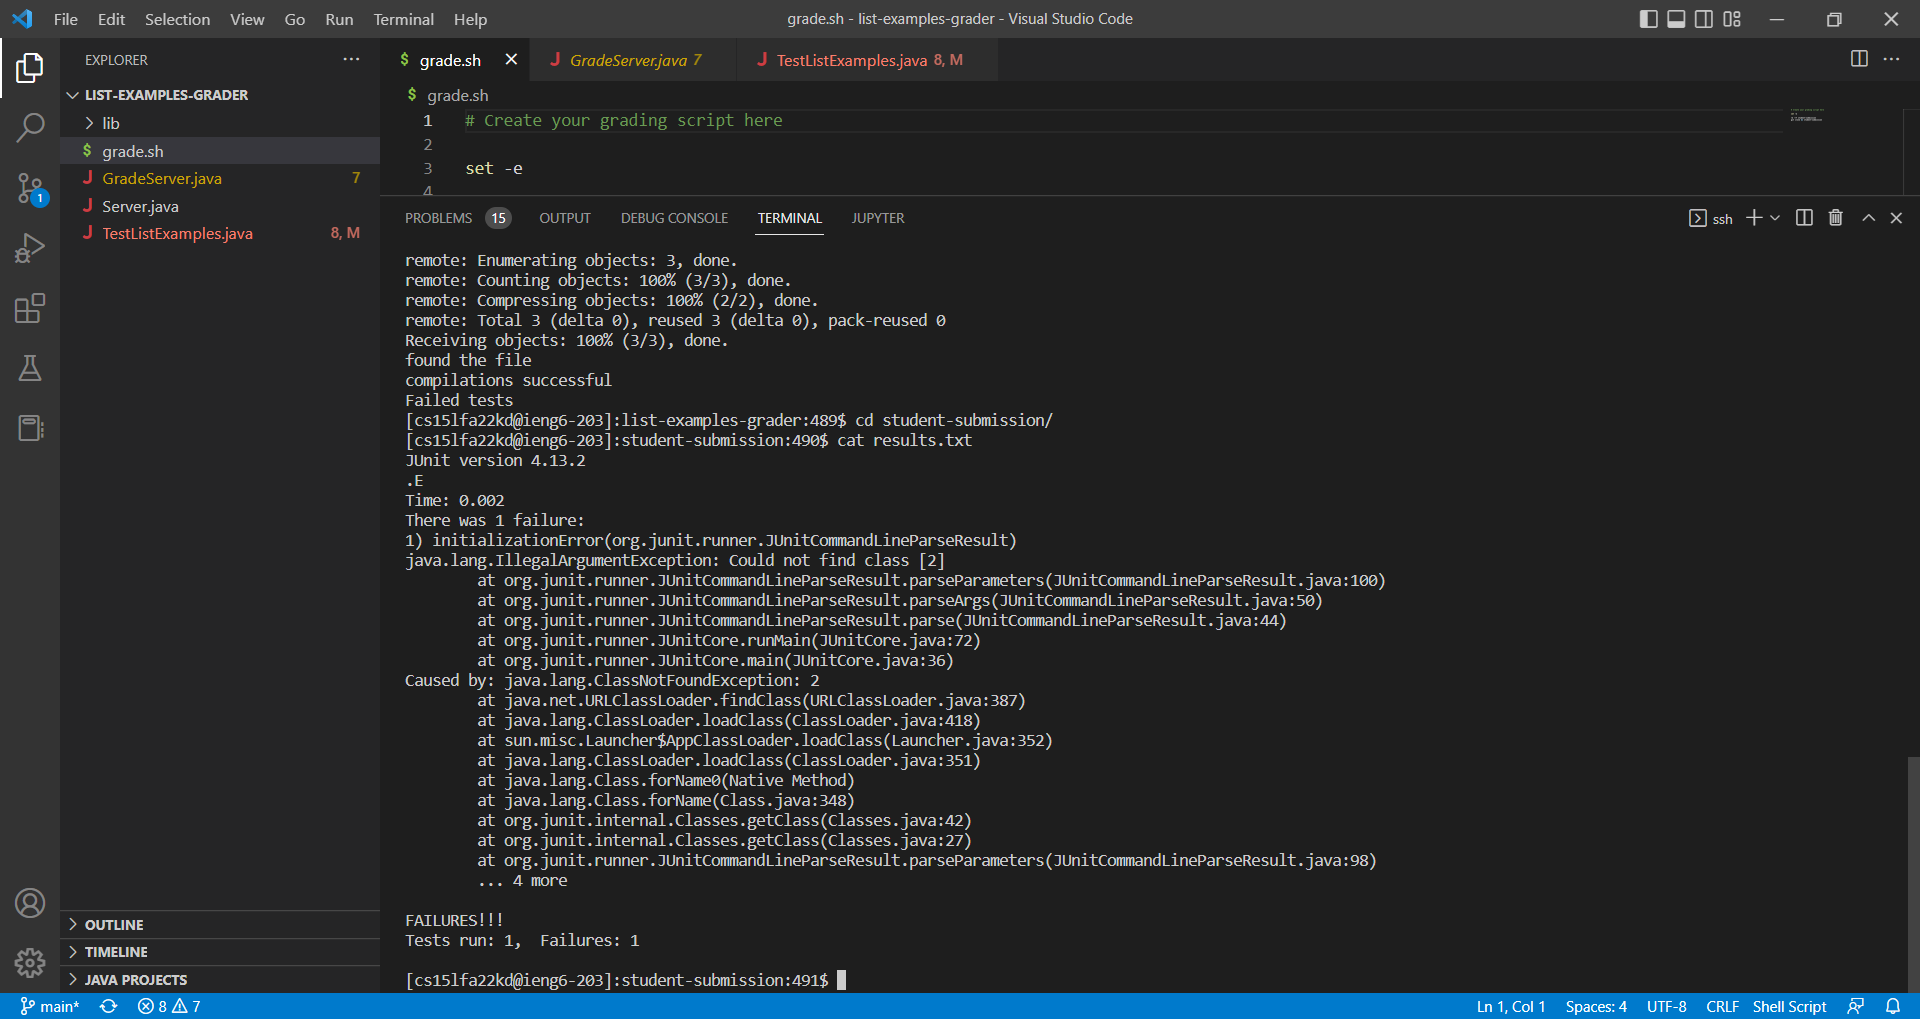 File Edit Selection View Go Run Terminal Help
grade.sh - list-examples-grader - Visual Studio Code
EXPLORER
LIST-EXAMPLES-GRADER
lib
$ grade.sh
J GradeServer.java 7
J Server.java
J TestListExamples.java 8, M
OUTLINE
TIMELINE
JAVA PROJECTS
1
$ grade.sh
J GradeServer.java 7
J TestListExamples.java 8, M
$ grade.sh
1 # Create your grading script here
2
3 set -e
4
PROBLEMS 15 OUTPUT DEBUG CONSOLE TERMINAL JUPYTER
ssh
remote: Enumerating objects: 3, done.
remote: Counting objects: 100% (3/3), done.
remote: Compressing objects: 100% (2/2), done.
remote: Total 3 (delta 0), reused 3 (delta 0), pack-reused 0
Receiving objects: 100% (3/3), done.
found the file
compilations successful
Failed tests
[cs15lfa22kd@ieng6-203]:list-examples-grader:489$ cd student-submission/
[cs15lfa22kd@ieng6-203]:student-submission:490$ cat results.txt
JUnit version 4.13.2
.E
Time: 0.002
There was 1 failure:
1) initializationError(org.junit.runner.JUnitCommandLineParseResult)
java.lang.IllegalArgumentException: Could not find class [2]
at org.junit.runner.JUnitCommandLineParseResult.parseParameters(JUnitCommandLineParseResult.java:100)
at org.junit.runner.JUnitCommandLineParseResult.parseArgs(JUnitCommandLineParseResult.java:50)
at org.junit.runner.JUnitCommandLineParseResult.parse(JUnitCommandLineParseResult.java:44)
at org.junit.runner.JUnitCore.runMain(JUnitCore.java:72)
at org.junit.runner.JUnitCore.main(JUnitCore.java:36)
Caused by: java.lang.ClassNotFoundException: 2
at java.net.URLClassLoader.findClass(URLClassLoader.java:387)
at java.lang.ClassLoader.loadClass(ClassLoader.java:418)
at sun.misc.Launcher$AppClassLoader.loadClass(Launcher.java:352)
at java.lang.ClassLoader.loadClass(ClassLoader.java:351)
at java.lang.Class.forName0(Native Method)
at java.lang.Class.forName(Class.java:348)
at org.junit.internal.Classes.getClass(Classes.java:42)
at org.junit.internal.Classes.getClass(Classes.java:27)
at org.junit.runner.JUnitCommandLineParseResult.parseParameters(JUnitCommandLineParseResult.java:98)
... 4 more
FAILURES!!!
Tests run: 1,  Failures: 1
[cs15lfa22kd@ieng6-203]:student-submission:491$
main* 8 7
Ln 1, Col 1 Spaces: 4 UTF-8 CRLF Shell Script